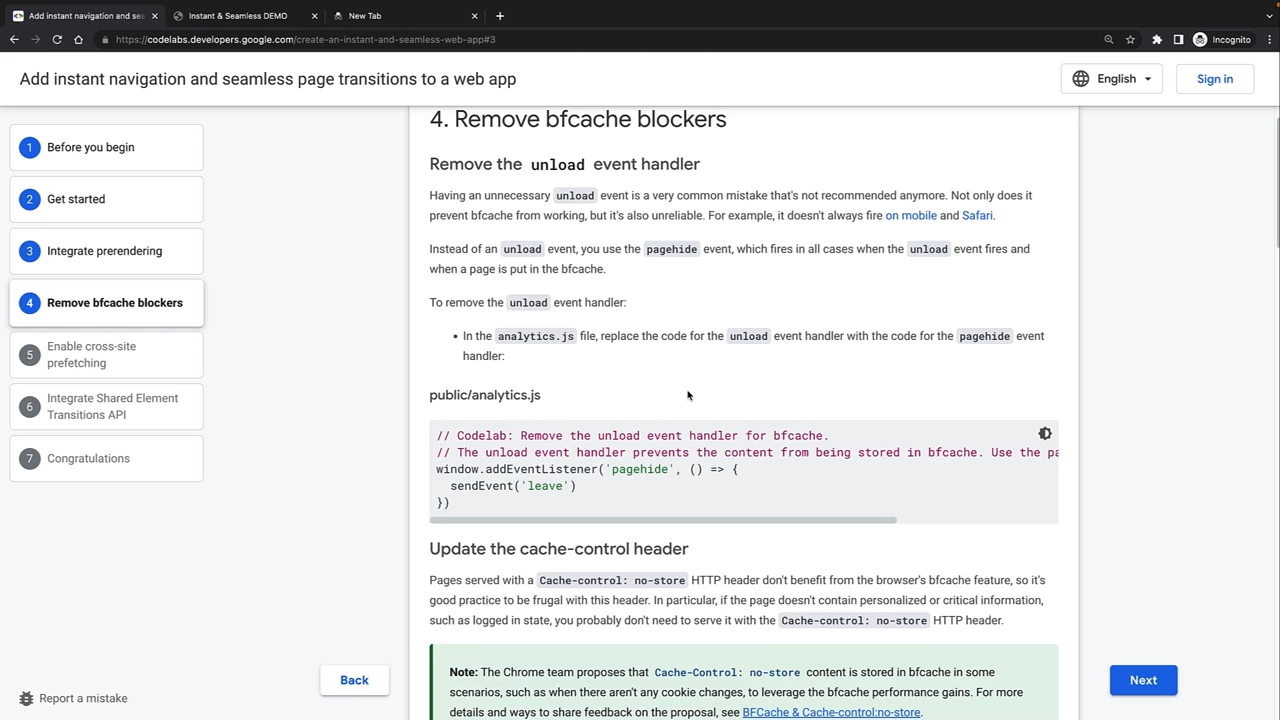 Add instant navigation and sea
Instant & Seamless DEMO
New Tab
https://codelabs.developers.google.com/create-an-instant-and-seamless-web-app#3
Incognito
Add instant navigation and seamless page transitions to a web app
English
Sign in
1 Before you begin
2 Get started
3 Integrate prerendering
4 Remove bfcache blockers
5 Enable cross-site
prefetching
6 Integrate Shared Element
Transitions API
7 Congratulations
4. Remove bfcache blockers
Remove the unload event handler
Having an unnecessary unload event is a very common mistake that's not recommended anymore. Not only does it
prevent bfcache from working, but it's also unreliable. For example, it doesn't always fire on mobile and Safari.
Instead of an unload event, you use the pagehide event, which fires in all cases when the unload event fires and
when a page is put in the bfcache.
To remove the unload event handler:
• In the analytics.js file, replace the code for the unload event handler with the code for the pagehide event
handler:
public/analytics.js
// Codelab: Remove the unload event handler for bfcache.
// The unload event handler prevents the content from being stored in bfcache. Use the pa
window.addEventListener('pagehide', () => {
sendEvent('leave')
})
Update the cache-control header
Pages served with a Cache-control: no-store HTTP header don't benefit from the browser's bfcache feature, so it's
good practice to be frugal with this header. In particular, if the page doesn't contain personalized or critical information,
such as logged in state, you probably don't need to serve it with the Cache-control: no-store HTTP header.
Note: The Chrome team proposes that Cache-Control: no-store content is stored in bfcache in some
scenarios, such as when there aren't any cookie changes, to leverage the bfcache performance gains. For more
details and ways to share feedback on the proposal, see BFCache & Cache-control:no-store.
Back
Next
Report a mistake